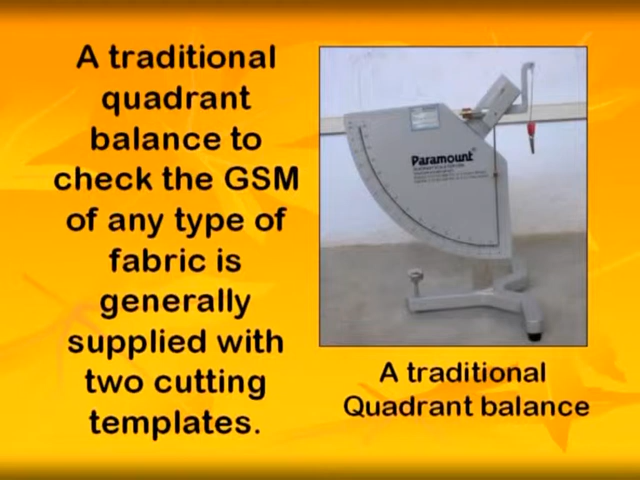 A traditional
quadrant
balance to
check the GSM
of any type of
fabric is
generally
supplied with
two cutting
templates.
Paramount
A traditional
Quadrant balance